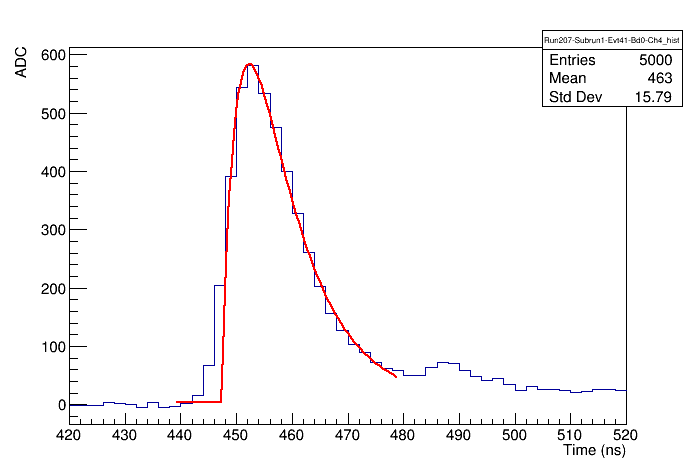 Run207-Subrun1-Evt41-Bd0-Ch4_hist
Entries 5000
Mean 463
Std Dev 15.79
ADC
600
500
400
300
200
100
0
420 430 440 450 460 470 480 490 500 510 520
Time (ns)